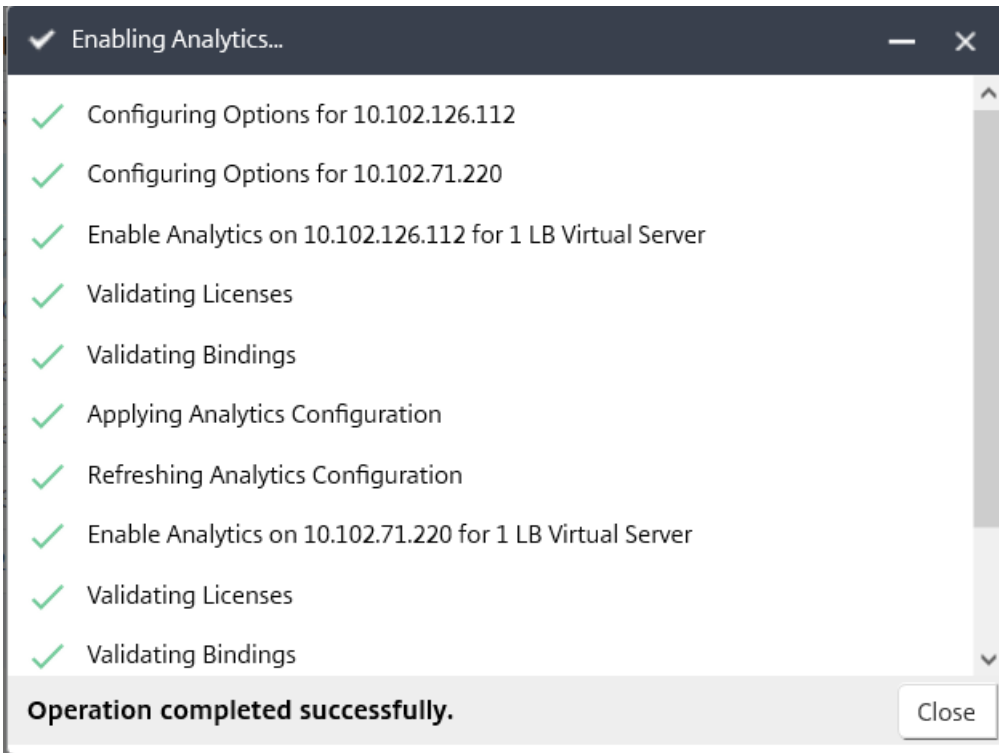 Enabling Analytics...
Configuring Options for 10.102.126.112
Configuring Options for 10.102.71.220
Enable Analytics on 10.102.126.112 for 1 LB Virtual Server
Validating Licenses
Validating Bindings
Applying Analytics Configuration
Refreshing Analytics Configuration
Enable Analytics on 10.102.71.220 for 1 LB Virtual Server
Validating Licenses
Validating Bindings
Operation completed successfully.
Close